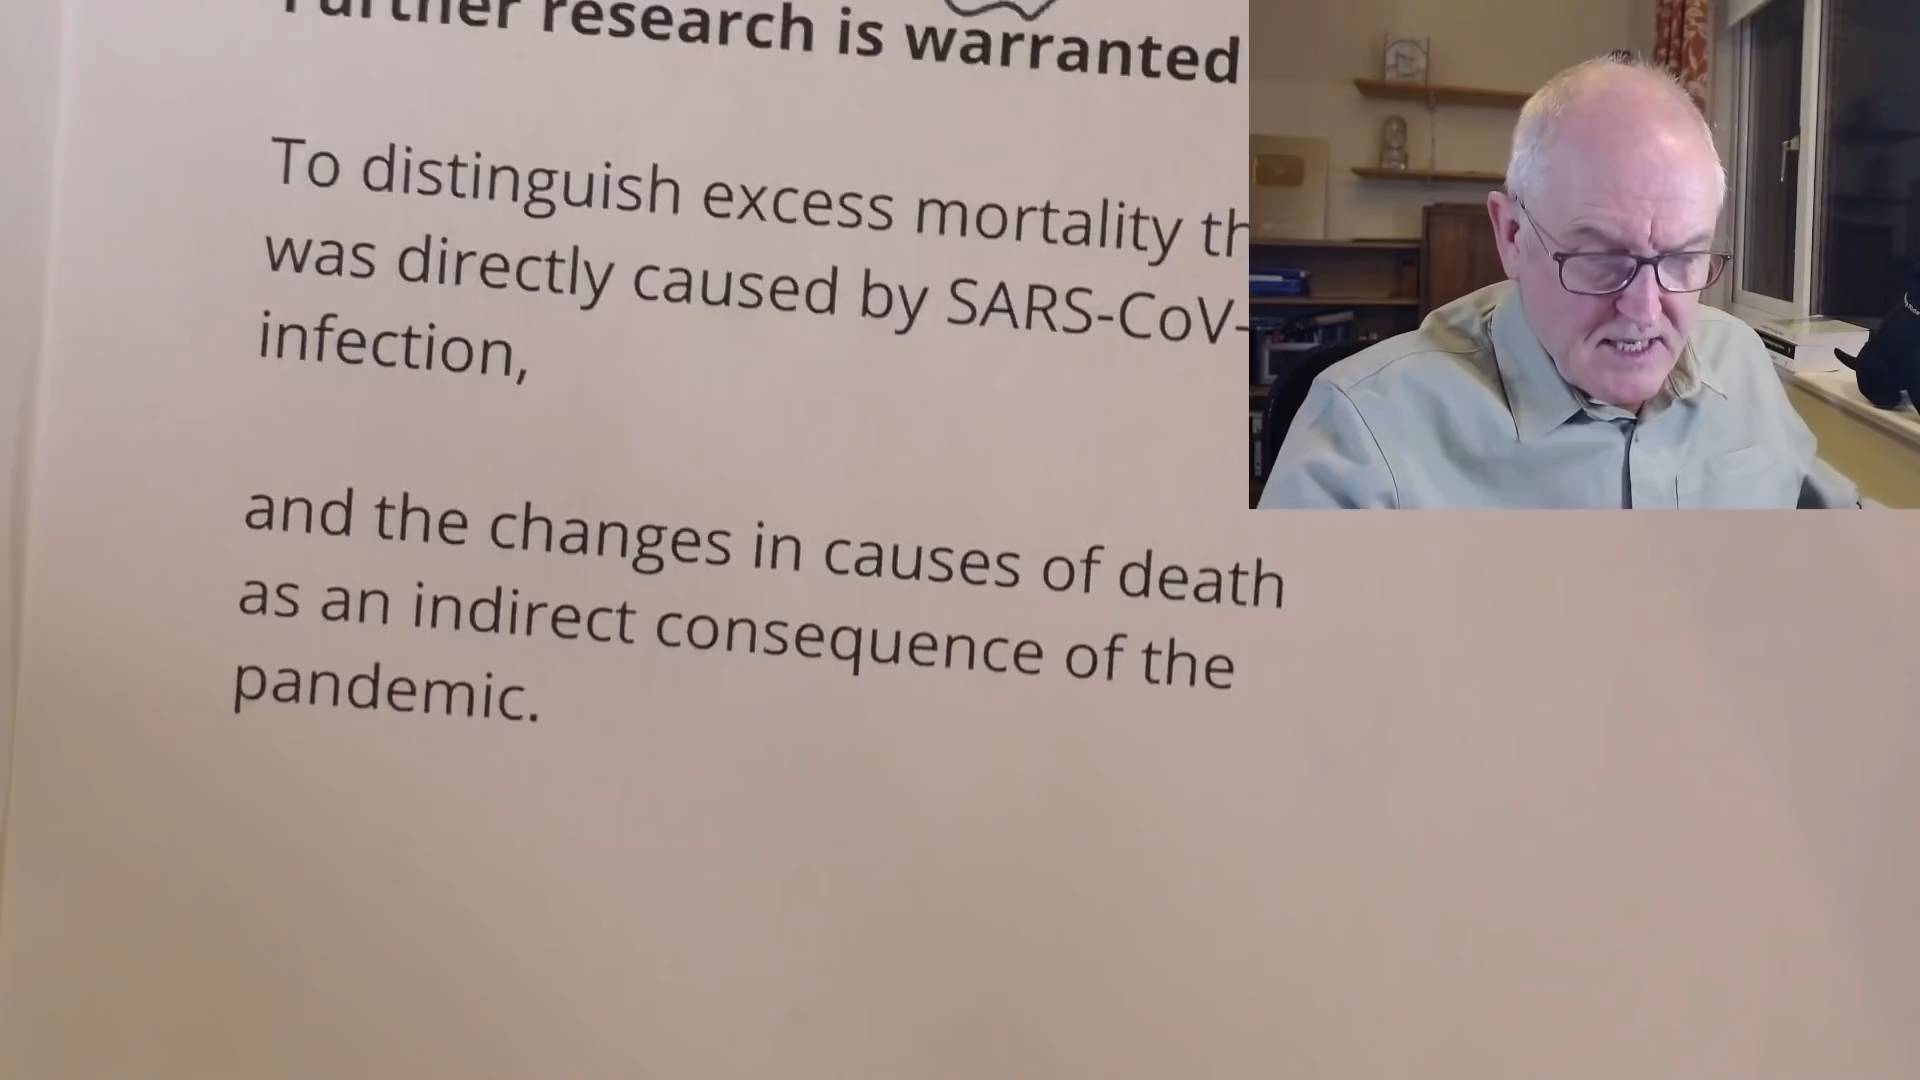 Further research is warranted
To distinguish excess mortality
was directly caused by SARS-CoV-
infection,
and the changes in causes of death
as an indirect consequence of the
pandemic.